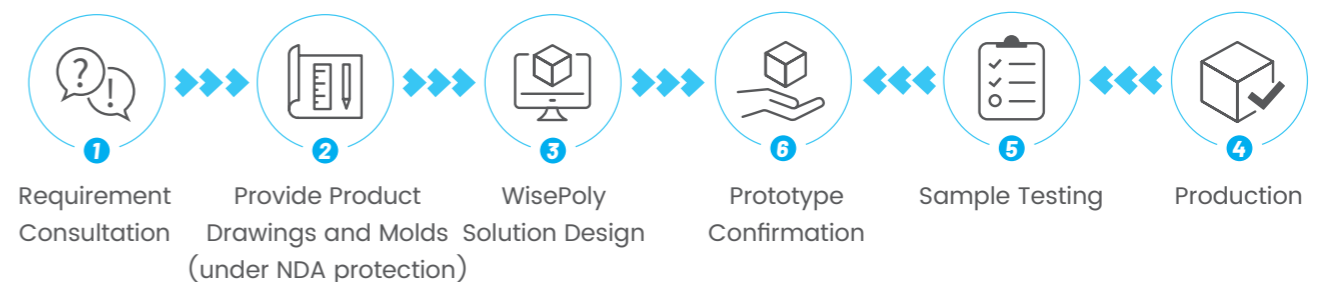 1
Requirement
Consultation
2
Provide Product
Drawings and Molds
(under NDA protection)
3
WisePoly
Solution Design
6
Prototype
Confirmation
5
Sample Testing
4
Production